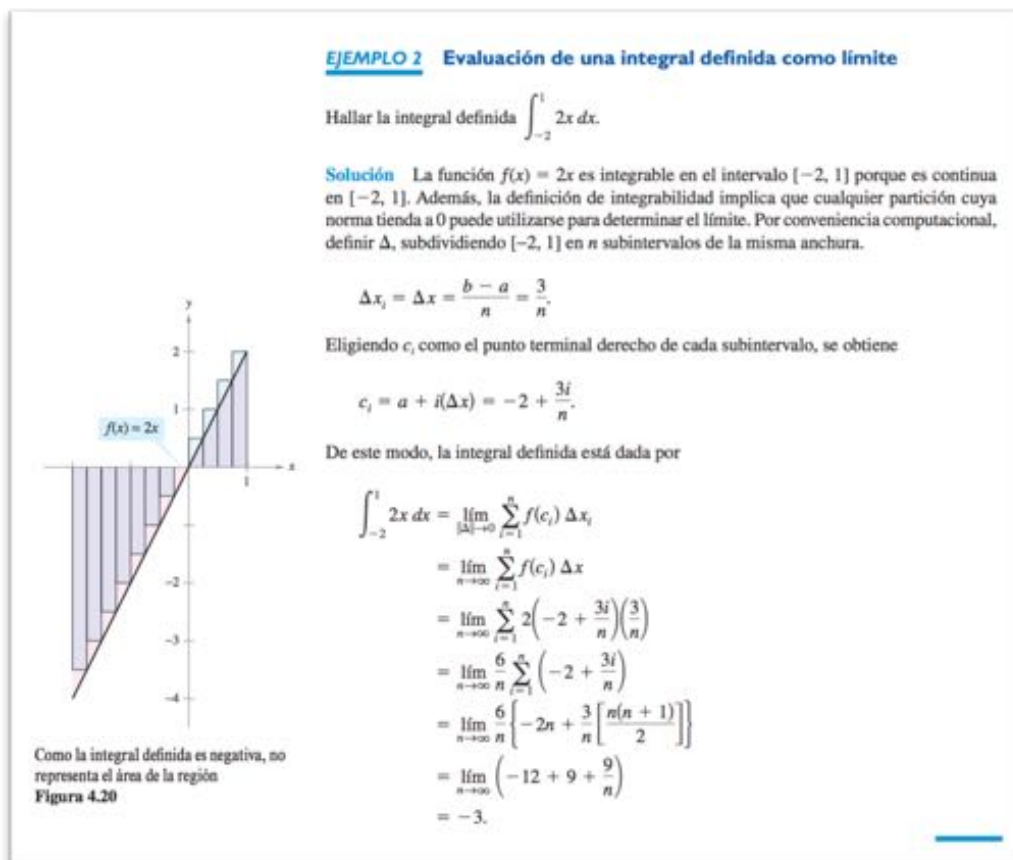 EJEMPLO 2 Evaluación de una integral definida como límite
Hallar la integral definida ∫_{-2}^{1} 2x dx.
Solución La función f(x) = 2x es integrable en el intervalo [−2, 1] porque es continua
en [−2, 1]. Además, la definición de integrabilidad implica que cualquier partición cuya
norma tienda a 0 puede utilizarse para determinar el límite. Por conveniencia computacional,
definir Δ, subdividiendo [−2, 1] en n subintervalos de la misma anchura.
Δx_i = Δx = (b − a)/n = 3/n.
Eligiendo c_i como el punto terminal derecho de cada subintervalo, se obtiene
c_i = a + i(Δx) = −2 + 3i/n.
De este modo, la integral definida está dada por
∫_{-2}^{1} 2x dx = lím_{||Δ||→0} Σ_{i=1}^{n} f(c_i) Δx_i
= lím_{n→∞} Σ_{i=1}^{n} f(c_i) Δx
= lím_{n→∞} Σ_{i=1}^{n} 2(−2 + 3i/n)(3/n)
= lím_{n→∞} 6/n Σ_{i=1}^{n} (−2 + 3i/n)
= lím_{n→∞} 6/n {−2n + 3/n [n(n + 1)/2]}
= lím_{n→∞} (−12 + 9 + 9/n)
= −3.
y
2
1
f(x) = 2x
x
1
−2
−3
−4
Como la integral definida es negativa, no
representa el área de la región
Figura 4.20